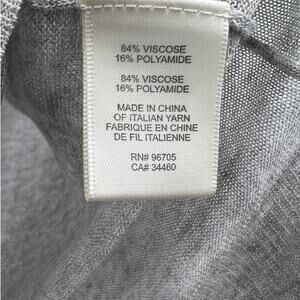 84% VISCOSE
16% POLYAMIDE
84% VISCOSE
16% POLYAMIDE
MADE IN CHINA
OF ITALIAN YARN
FABRIQUE EN CHINE
DE FIL ITALIENNE
RN# 96705
CA# 34460